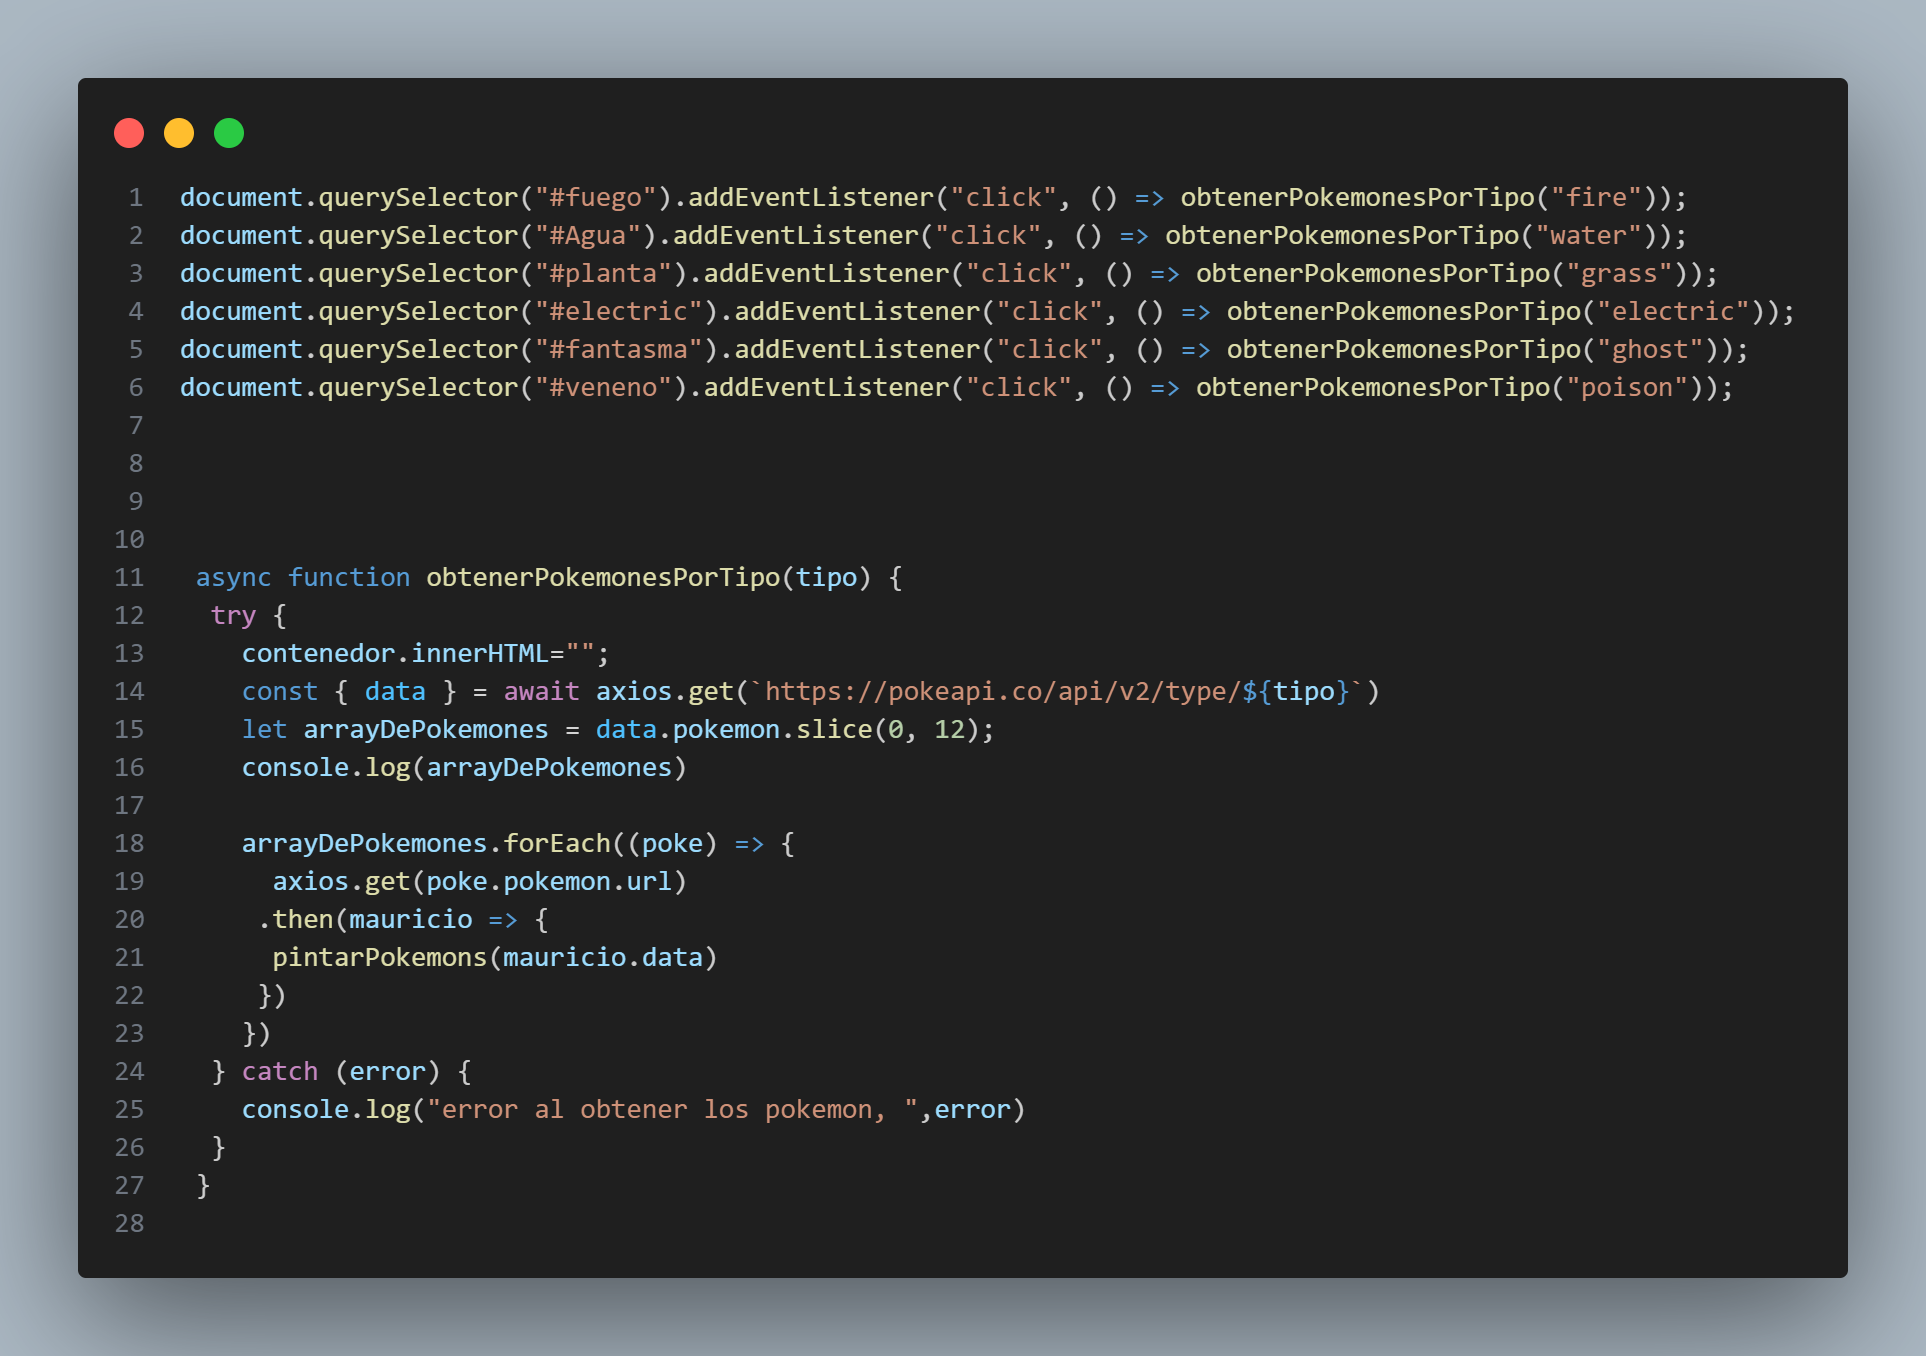 1 document.querySelector("#fuego").addEventListener("click", () => obtenerPokemonesPorTipo("fire"));
2 document.querySelector("#Agua").addEventListener("click", () => obtenerPokemonesPorTipo("water"));
3 document.querySelector("#planta").addEventListener("click", () => obtenerPokemonesPorTipo("grass"));
4 document.querySelector("#electric").addEventListener("click", () => obtenerPokemonesPorTipo("electric"));
5 document.querySelector("#fantasma").addEventListener("click", () => obtenerPokemonesPorTipo("ghost"));
6 document.querySelector("#veneno").addEventListener("click", () => obtenerPokemonesPorTipo("poison"));
7
8
9
10
11  async function obtenerPokemonesPorTipo(tipo) {
12   try {
13     contenedor.innerHTML="";
14     const { data } = await axios.get(`https://pokeapi.co/api/v2/type/${tipo}`)
15     let arrayDePokemones = data.pokemon.slice(0, 12);
16     console.log(arrayDePokemones)
17
18     arrayDePokemones.forEach((poke) => {
19       axios.get(poke.pokemon.url)
20      .then(mauricio => {
21       pintarPokemons(mauricio.data)
22      })
23     })
24   } catch (error) {
25     console.log("error al obtener los pokemon, ",error)
26   }
27  }
28